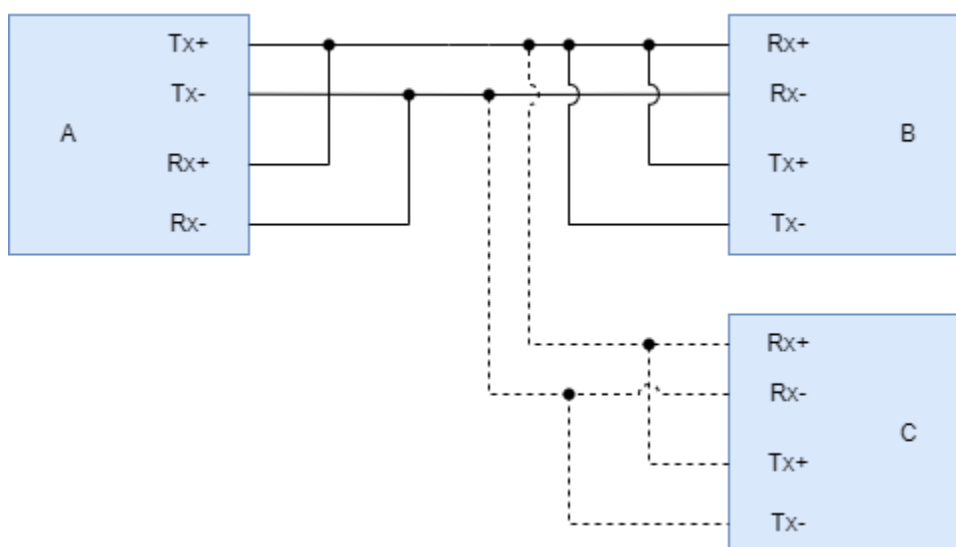 Tx+
Tx-
A
Rx+
Rx-
Rx+
Rx-
B
Tx+
Tx-
Rx+
Rx-
C
Tx+
Tx-